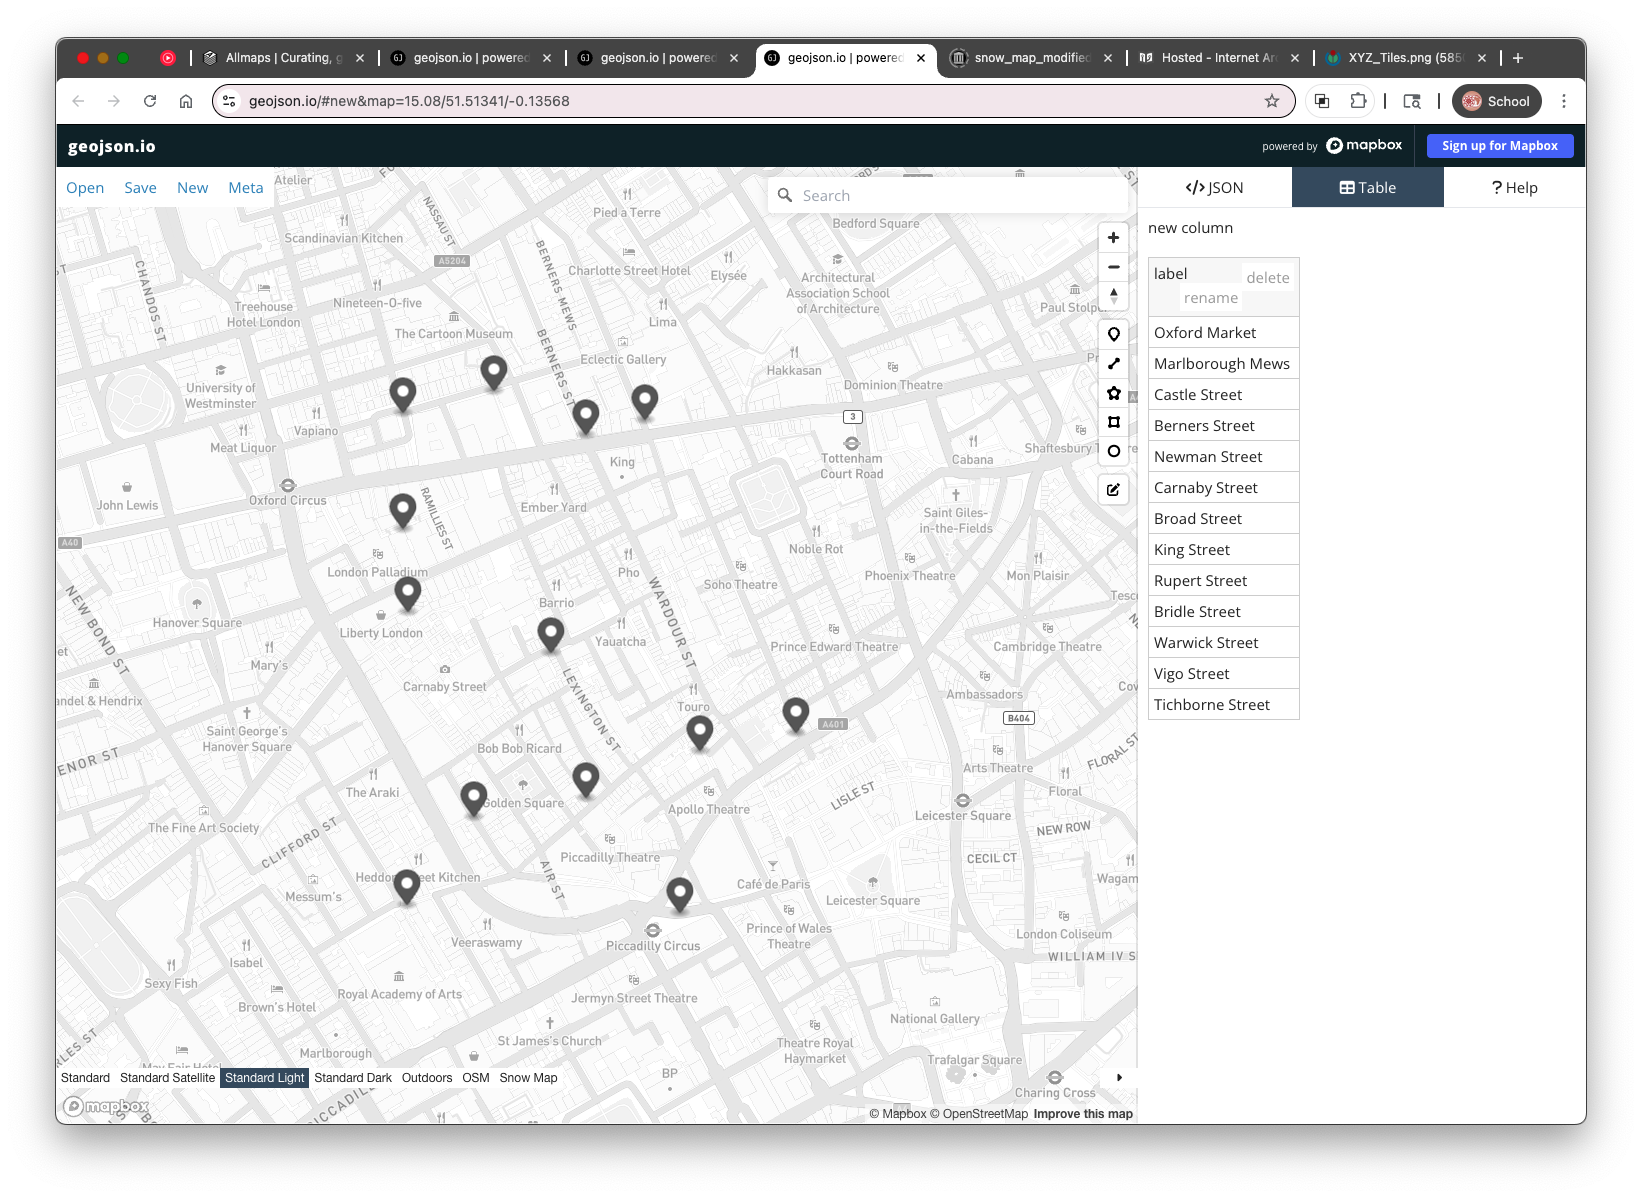 Allmaps | Curating, g
geojson.io | powered
geojson.io | powered
geojson.io | powered
snow_map_modified
Hosted - Internet Ar
XYZ_Tiles.png (585
geojson.io/#new&map=15.08/51.51341/-0.13568
School
geojson.io
powered by mapbox
Sign up for Mapbox
Open Save New Meta
Search
JSON
Table
? Help
new column
label
delete
rename
Oxford Market
Marlborough Mews
Castle Street
Berners Street
Newman Street
Carnaby Street
Broad Street
King Street
Rupert Street
Bridle Street
Warwick Street
Vigo Street
Tichborne Street
Atelier
NASSAU ST
Pied a Terre
Bedford Square
Scandinavian Kitchen
A5204
BERNERS MEWS
Charlotte Street Hotel
Elysée
Architectural
Association School
of Architecture
CHANDOS ST
Treehouse
Hotel London
Nineteen-O-five
The Cartoon Museum
Lima
Paul Stolp
BERNERS ST
Eclectic Gallery
Hakkasan
Dominion Theatre
University of
Westminster
Vapiano
Meat Liquor
3
Tottenham
Court Road
Cabana
Shaftesbury
King
Oxford Circus
John Lewis
RAMILLIES ST
Ember Yard
Saint Giles-
in-the-Fields
A40
Noble Rot
London Palladium
Pho
Soho Theatre
Phoenix Theatre
Mon Plaisir
Tesc
NEW BOND ST
WARDOUR ST
Barrio
Hanover Square
Liberty London
Yauatcha
Prince Edward Theatre
Cambridge Theatre
Mary's
Carnaby Street
LEXINGTON ST
Ambassadors
Cov
andel & Hendrix
Touro
A401
B404
Saint George's
Hanover Square
ENOR ST
Bob Bob Ricard
FLORAL ST
Arts Theatre
The Araki
Golden Square
Apollo Theatre
LISLE ST
Floral
Leicester Square
The Fine Art Society
CLIFFORD ST
NEW ROW
Piccadilly Theatre
CECIL CT
Heddon Street Kitchen
AIR ST
Café de Paris
Wagam
Messum's
Leicester Square
Veeraswamy
Piccadilly Circus
Prince of Wales
Theatre
London Coliseum
WILLIAM IV S
Isabel
Sexy Fish
Royal Academy of Arts
Jermyn Street Theatre
Brown's Hotel
National Gallery
St James's Church
Theatre Royal
Haymarket
Marlborough
Trafalgar Square
May Fair Hotel
BP
Charing Cross
RLES ST
PICCADILLY
Standard Standard Satellite Standard Light Standard Dark Outdoors OSM Snow Map
mapbox
© Mapbox © OpenStreetMap Improve this map